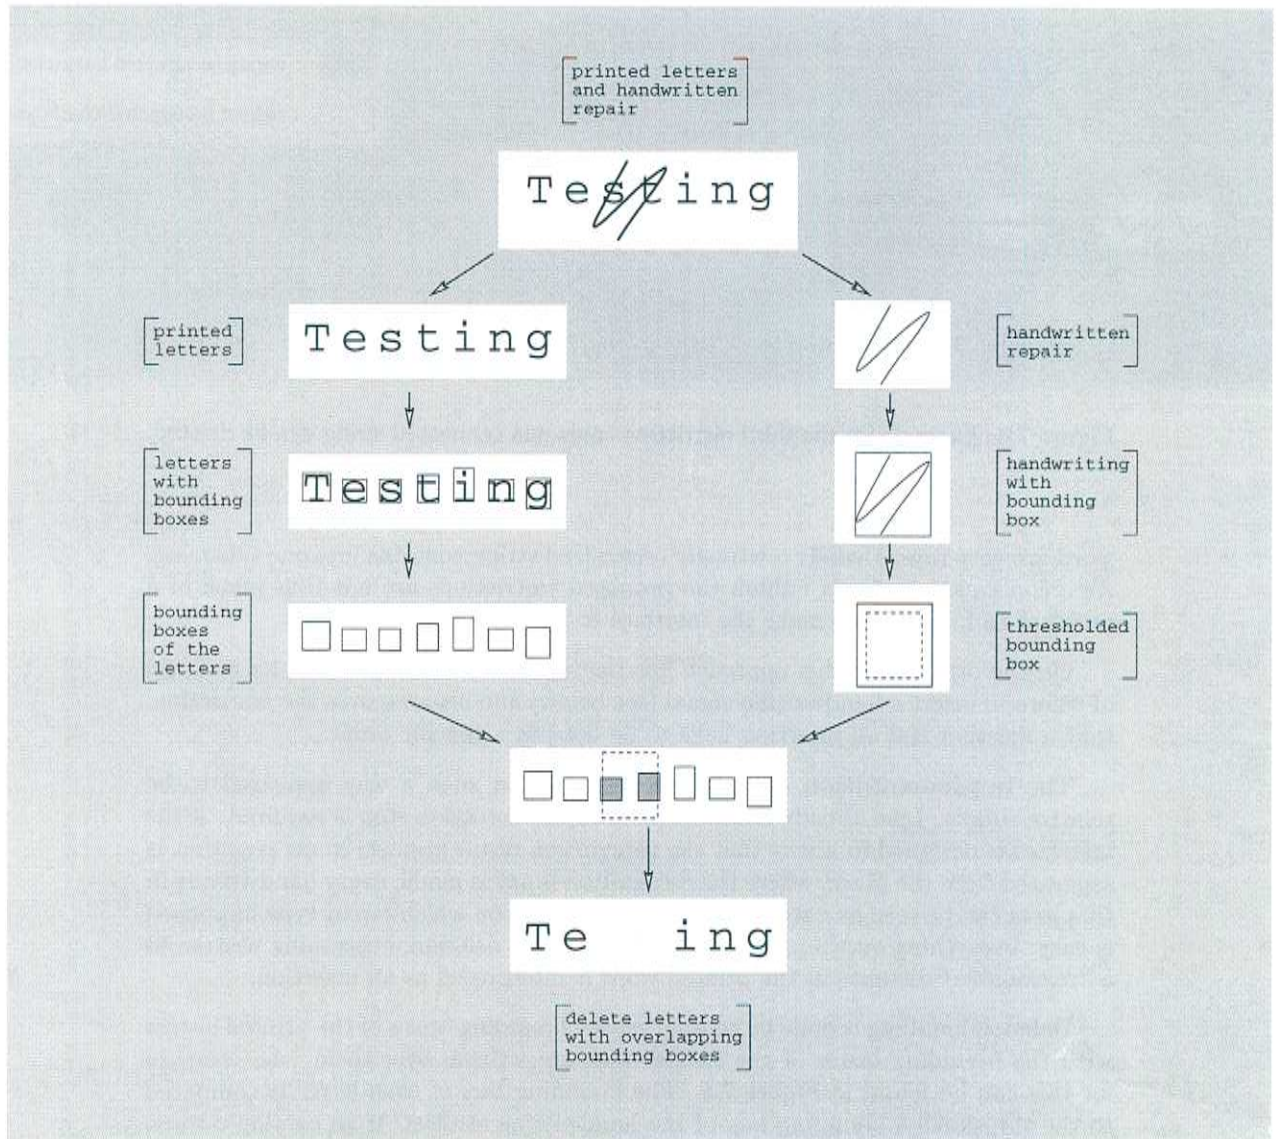 printed letters
and handwritten
repair
Testing
printed
letters
Testing
handwritten
repair
letters
with
bounding
boxes
Testing
handwriting
with
bounding
box
bounding
boxes
of the
letters
thresholded
bounding
box
Te ing
delete letters
with overlapping
bounding boxes